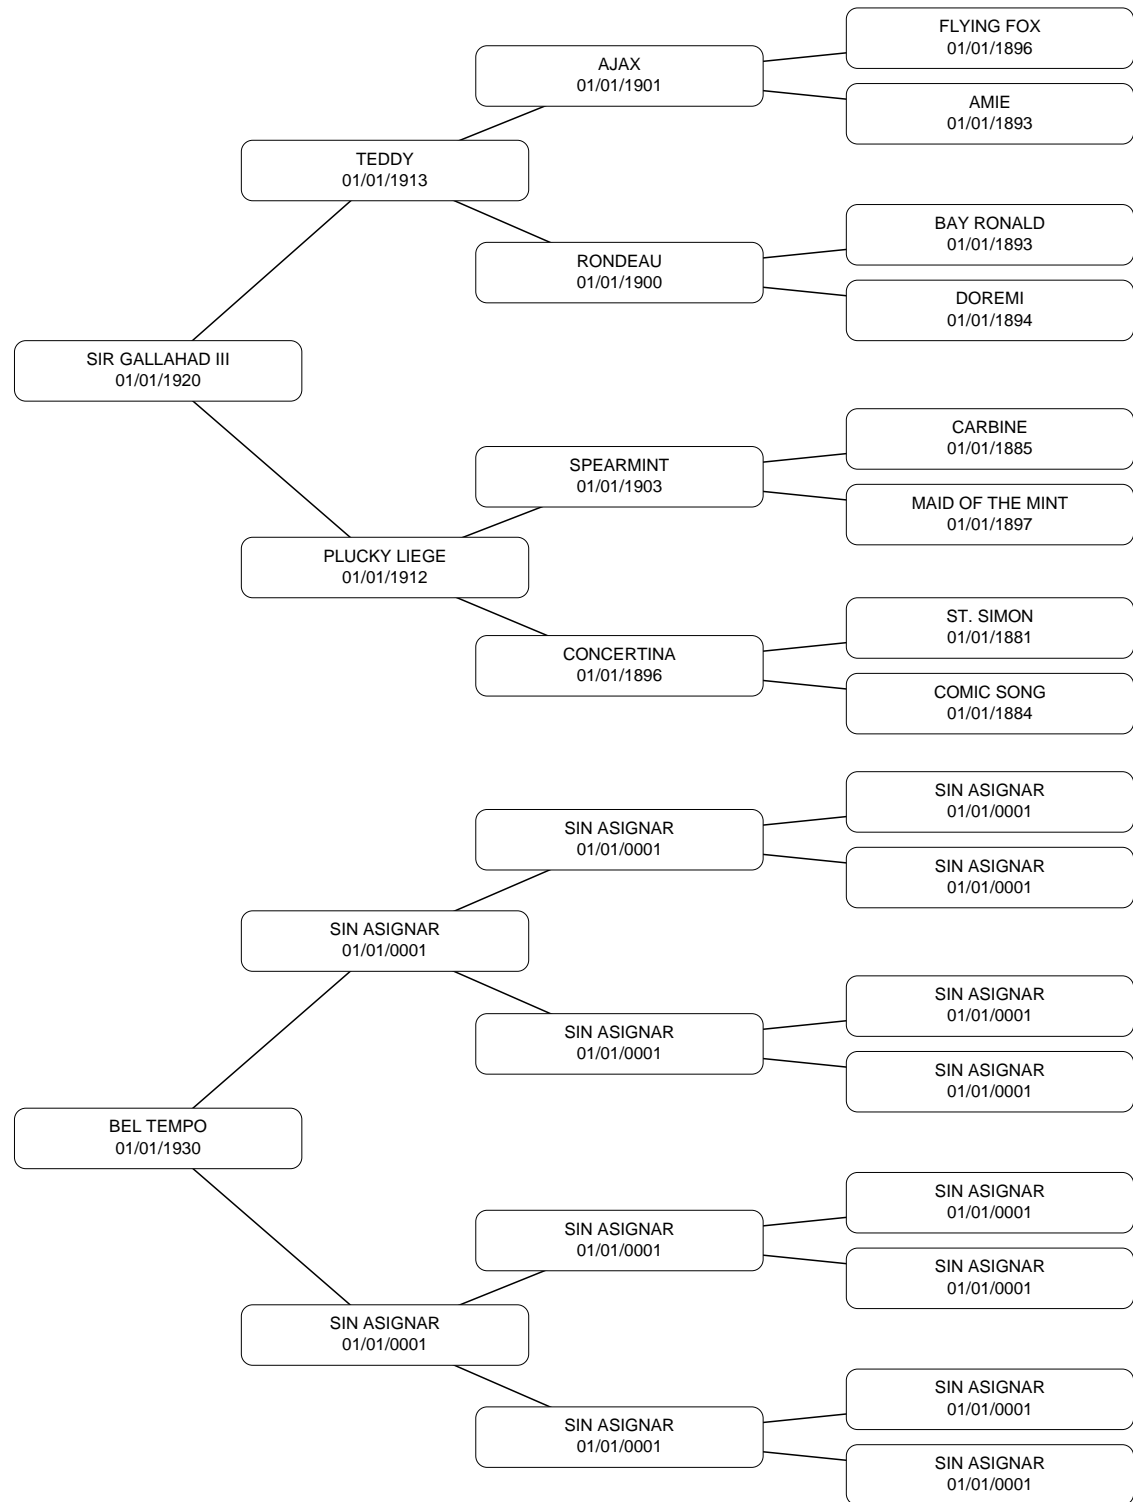 FLYING FOX
01/01/1896
AJAX
01/01/1901
AMIE
01/01/1893
TEDDY
01/01/1913
BAY RONALD
01/01/1893
RONDEAU
01/01/1900
DOREMI
01/01/1894
SIR GALLAHAD III
01/01/1920
CARBINE
01/01/1885
SPEARMINT
01/01/1903
MAID OF THE MINT
01/01/1897
PLUCKY LIEGE
01/01/1912
ST. SIMON
01/01/1881
CONCERTINA
01/01/1896
COMIC SONG
01/01/1884
SIN ASIGNAR
01/01/0001
SIN ASIGNAR
01/01/0001
SIN ASIGNAR
01/01/0001
SIN ASIGNAR
01/01/0001
SIN ASIGNAR
01/01/0001
SIN ASIGNAR
01/01/0001
SIN ASIGNAR
01/01/0001
BEL TEMPO
01/01/1930
SIN ASIGNAR
01/01/0001
SIN ASIGNAR
01/01/0001
SIN ASIGNAR
01/01/0001
SIN ASIGNAR
01/01/0001
SIN ASIGNAR
01/01/0001
SIN ASIGNAR
01/01/0001
SIN ASIGNAR
01/01/0001